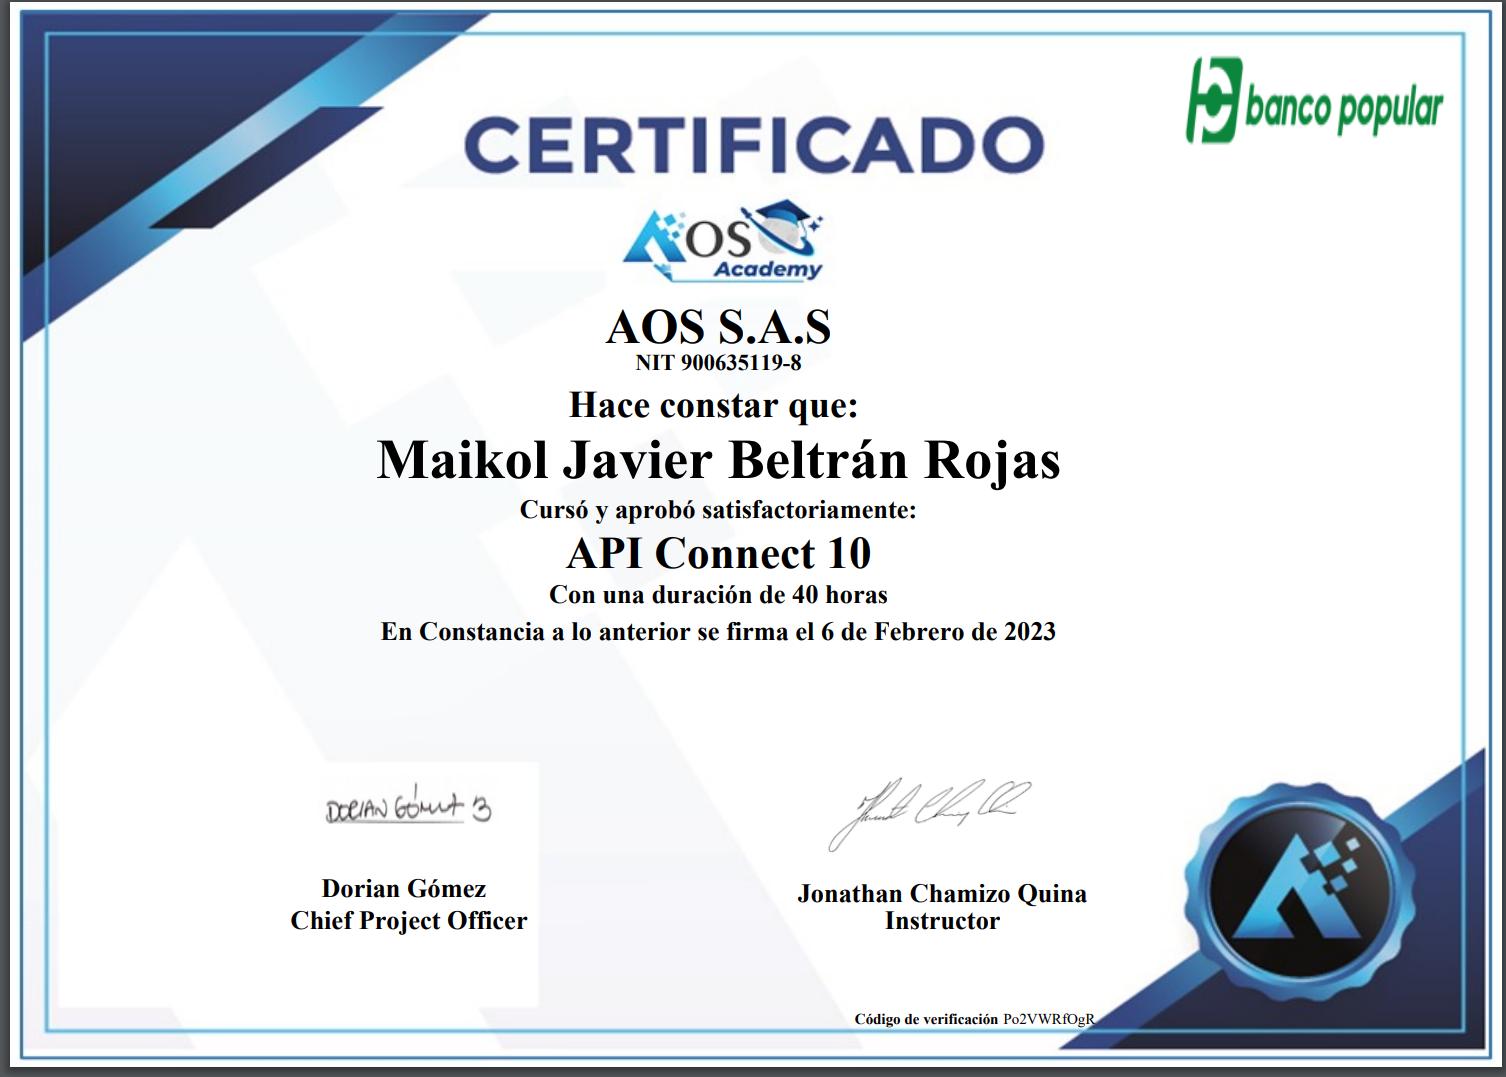 banco popular
CERTIFICADO
AOS
Academy
AOS S.A.S
NIT 900635119-8
Hace constar que:
Maikol Javier Beltrán Rojas
Cursó y aprobó satisfactoriamente:
API Connect 10
Con una duración de 40 horas
En Constancia a lo anterior se firma el 6 de Febrero de 2023
DORIAN GÓMEZ B
Dorian Gómez
Chief Project Officer
Jonathan Chamizo Quina
Instructor
Código de verificación Po2VWRfOgR